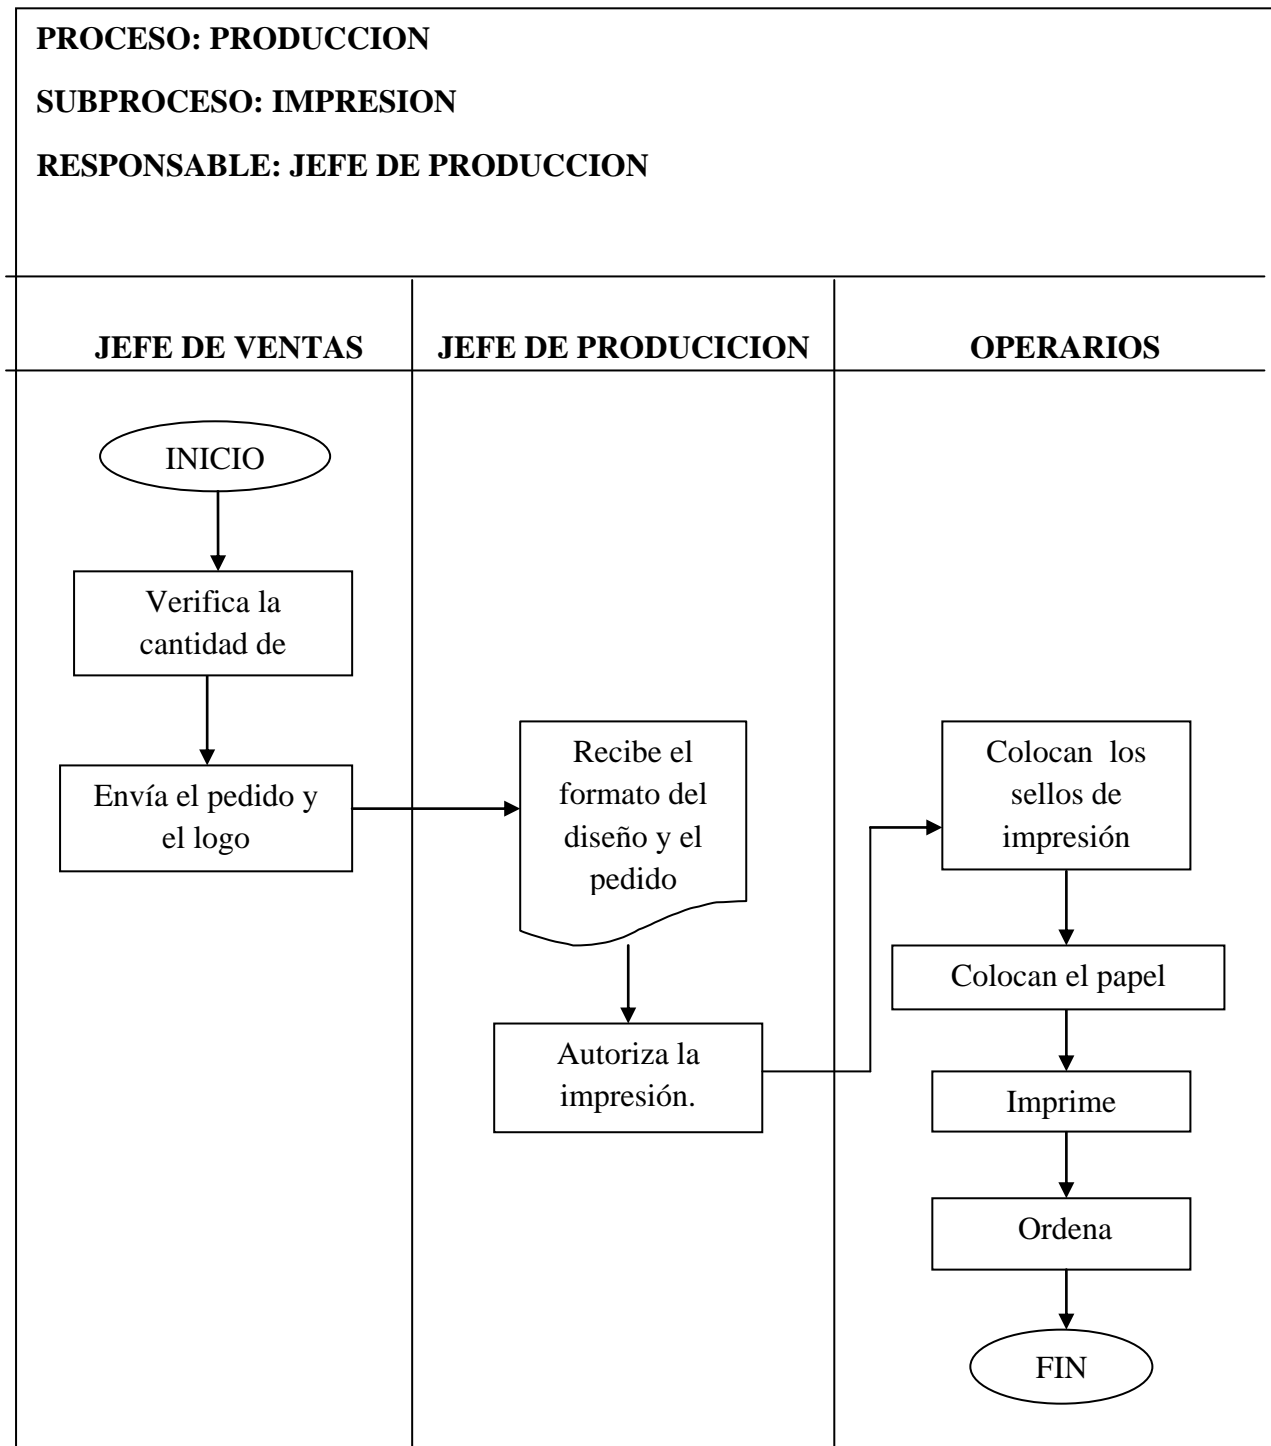 PROCESO: PRODUCCION
SUBPROCESO: IMPRESION
RESPONSABLE: JEFE DE PRODUCCION
JEFE DE VENTAS
JEFE DE PRODUCICION
OPERARIOS
INICIO
Verifica la
cantidad de
Envía el pedido y
el logo
Recibe el
formato del
diseño y el
pedido
Autoriza la
impresión.
Colocan los
sellos de
impresión
Colocan el papel
Imprime
Ordena
FIN